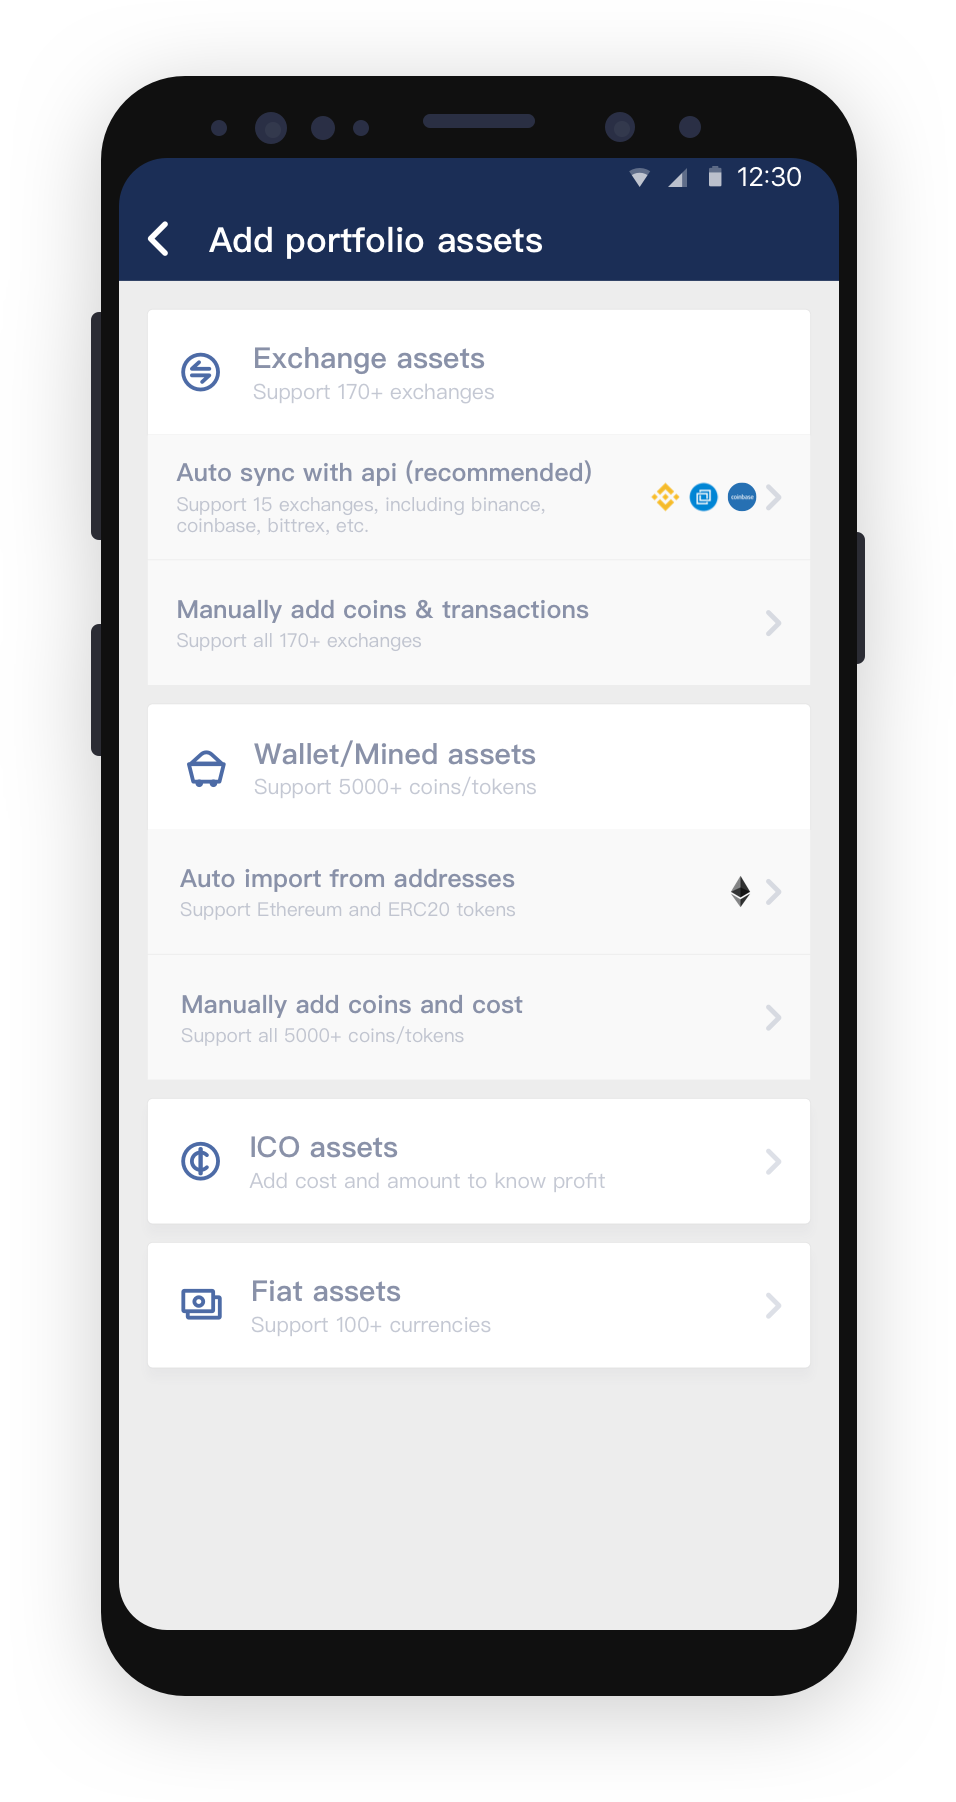 12:30
Add portfolio assets
Exchange assets
Support 170+ exchanges
Auto sync with api (recommended)
Support 15 exchanges, including binance,
coinbase, bittrex, etc.
coinbase
Manually add coins & transactions
Support all 170+ exchanges
Wallet/Mined assets
Support 5000+ coins/tokens
Auto import from addresses
Support Ethereum and ERC20 tokens
Manually add coins and cost
Support all 5000+ coins/tokens
ICO assets
Add cost and amount to know profit
Fiat assets
Support 100+ currencies